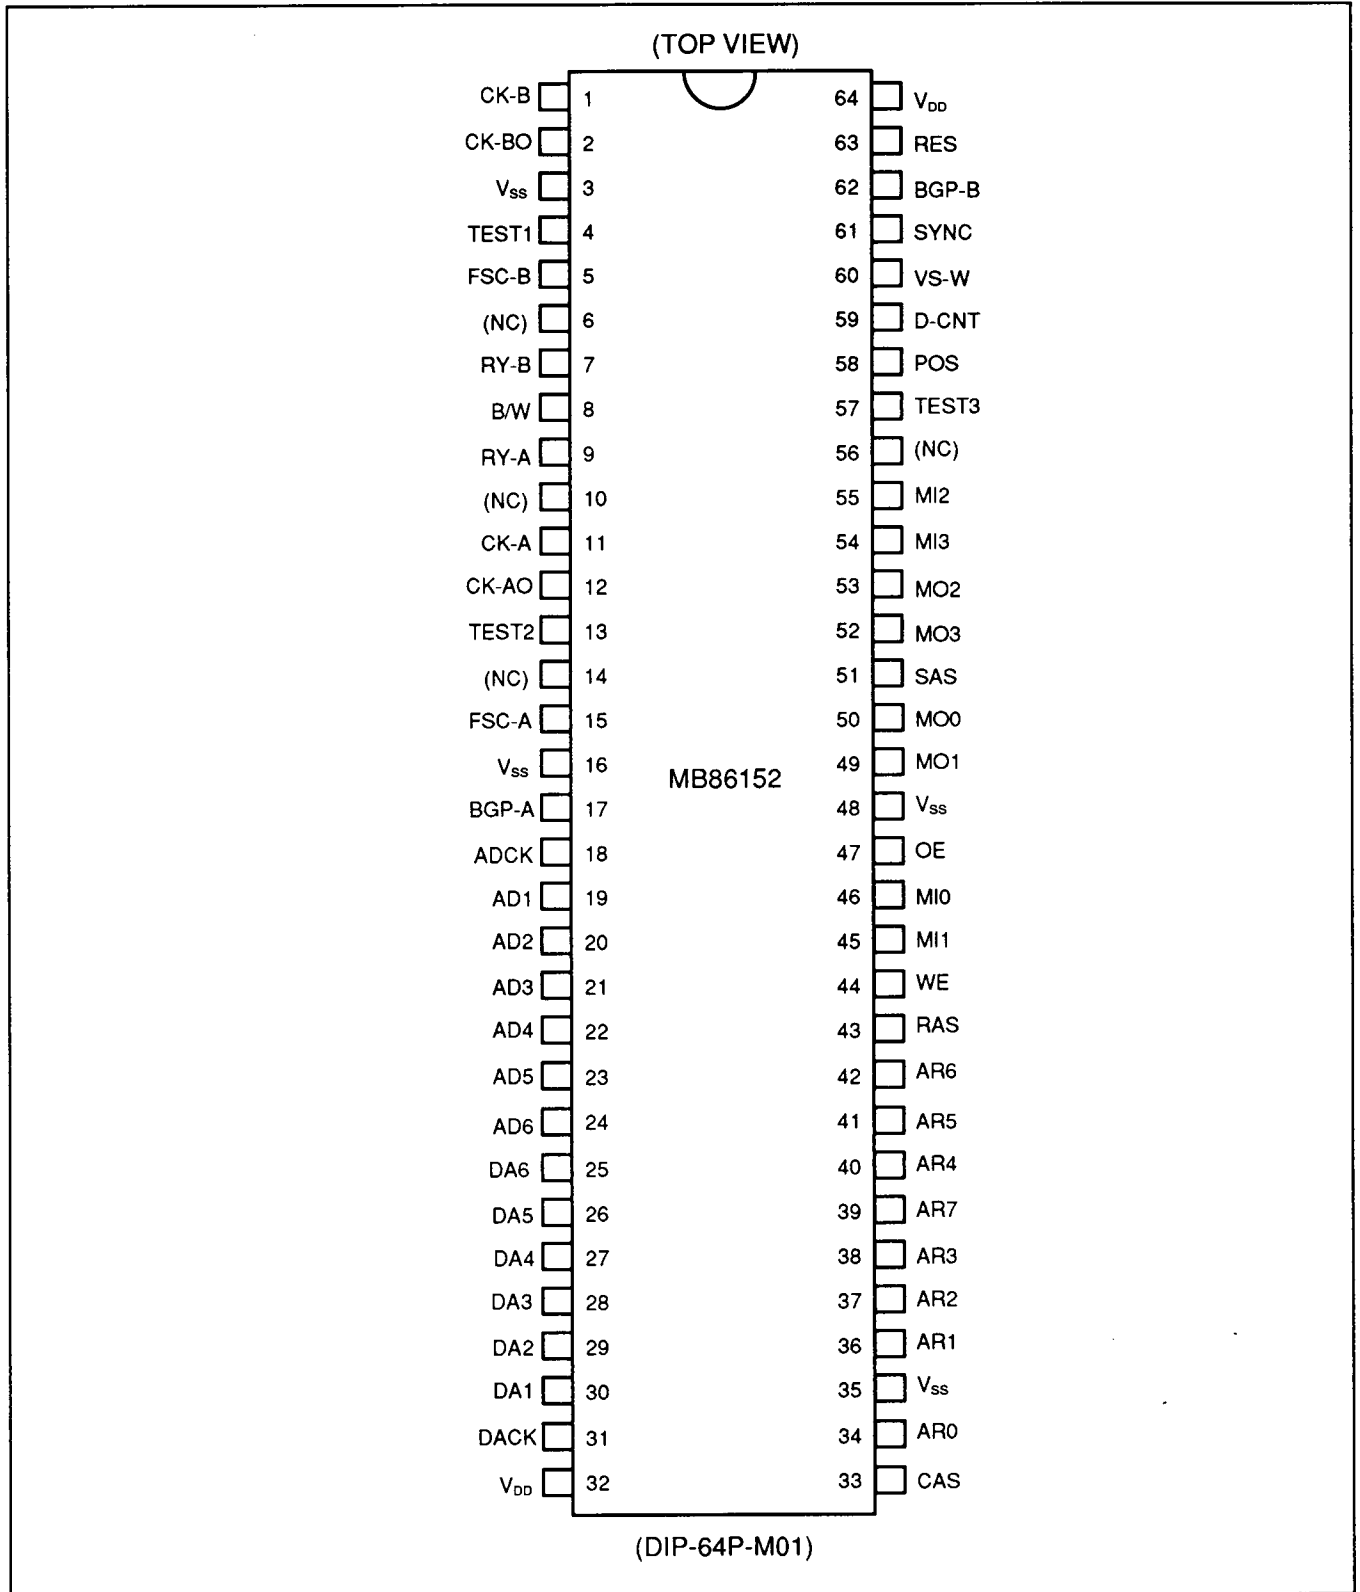 (TOP VIEW)
CK-B 1 64 VDD
CK-BO 2 63 RES
VSS 3 62 BGP-B
TEST1 4 61 SYNC
FSC-B 5 60 VS-W
(NC) 6 59 D-CNT
RY-B 7 58 POS
B/W 8 57 TEST3
RY-A 9 56 (NC)
(NC) 10 55 MI2
CK-A 11 54 MI3
CK-AO 12 53 MO2
TEST2 13 52 MO3
(NC) 14 51 SAS
FSC-A 15 50 MO0
VSS 16 49 MO1
MB86152
BGP-A 17 48 VSS
ADCK 18 47 OE
AD1 19 46 MI0
AD2 20 45 MI1
AD3 21 44 WE
AD4 22 43 RAS
AD5 23 42 AR6
AD6 24 41 AR5
DA6 25 40 AR4
DA5 26 39 AR7
DA4 27 38 AR3
DA3 28 37 AR2
DA2 29 36 AR1
DA1 30 35 VSS
DACK 31 34 AR0
VDD 32 33 CAS
(DIP-64P-M01)